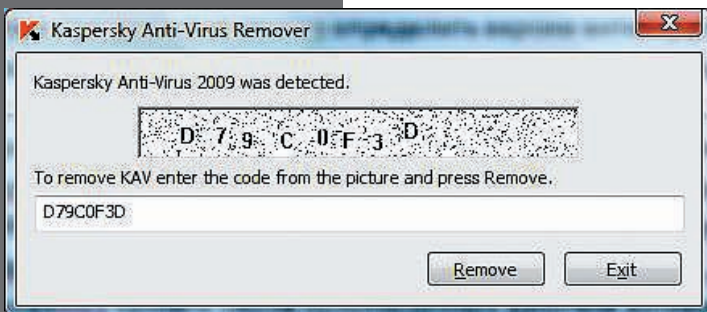 Kaspersky Anti-Virus Remover
Kaspersky Anti-Virus 2009 was detected.
D 7 9 C 0 F 3 D
To remove KAV enter the code from the picture and press Remove.
D79C0F3D
Remove Exit